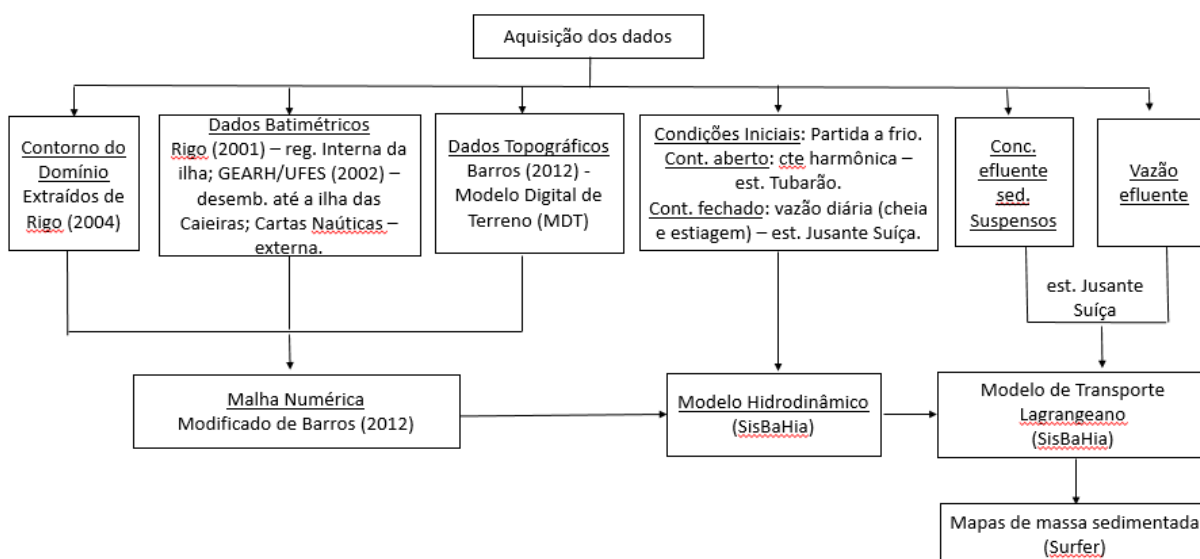 Aquisição dos dados
Contorno do
Domínio
Extraídos de
Rigo (2004)
Dados Batimétricos
Rigo (2001) – reg. Interna da
ilha; GEARH/UFES (2002) –
desemb. até a ilha das
Caieiras; Cartas Naúticas –
externa.
Dados Topográficos
Barros (2012) -
Modelo Digital de
Terreno (MDT)
Condições Iniciais: Partida a frio.
Cont. aberto: cte harmônica –
est. Tubarão.
Cont. fechado: vazão diária (cheia
e estiagem) – est. Jusante Suíça.
Conc.
efluente
sed.
Suspensos
Vazão
efluente
est. Jusante
Suíça
Malha Numérica
Modificado de Barros (2012)
Modelo Hidrodinâmico
(SisBaHia)
Modelo de Transporte
Lagrangeano
(SisBaHia)
Mapas de massa sedimentada
(Surfer)